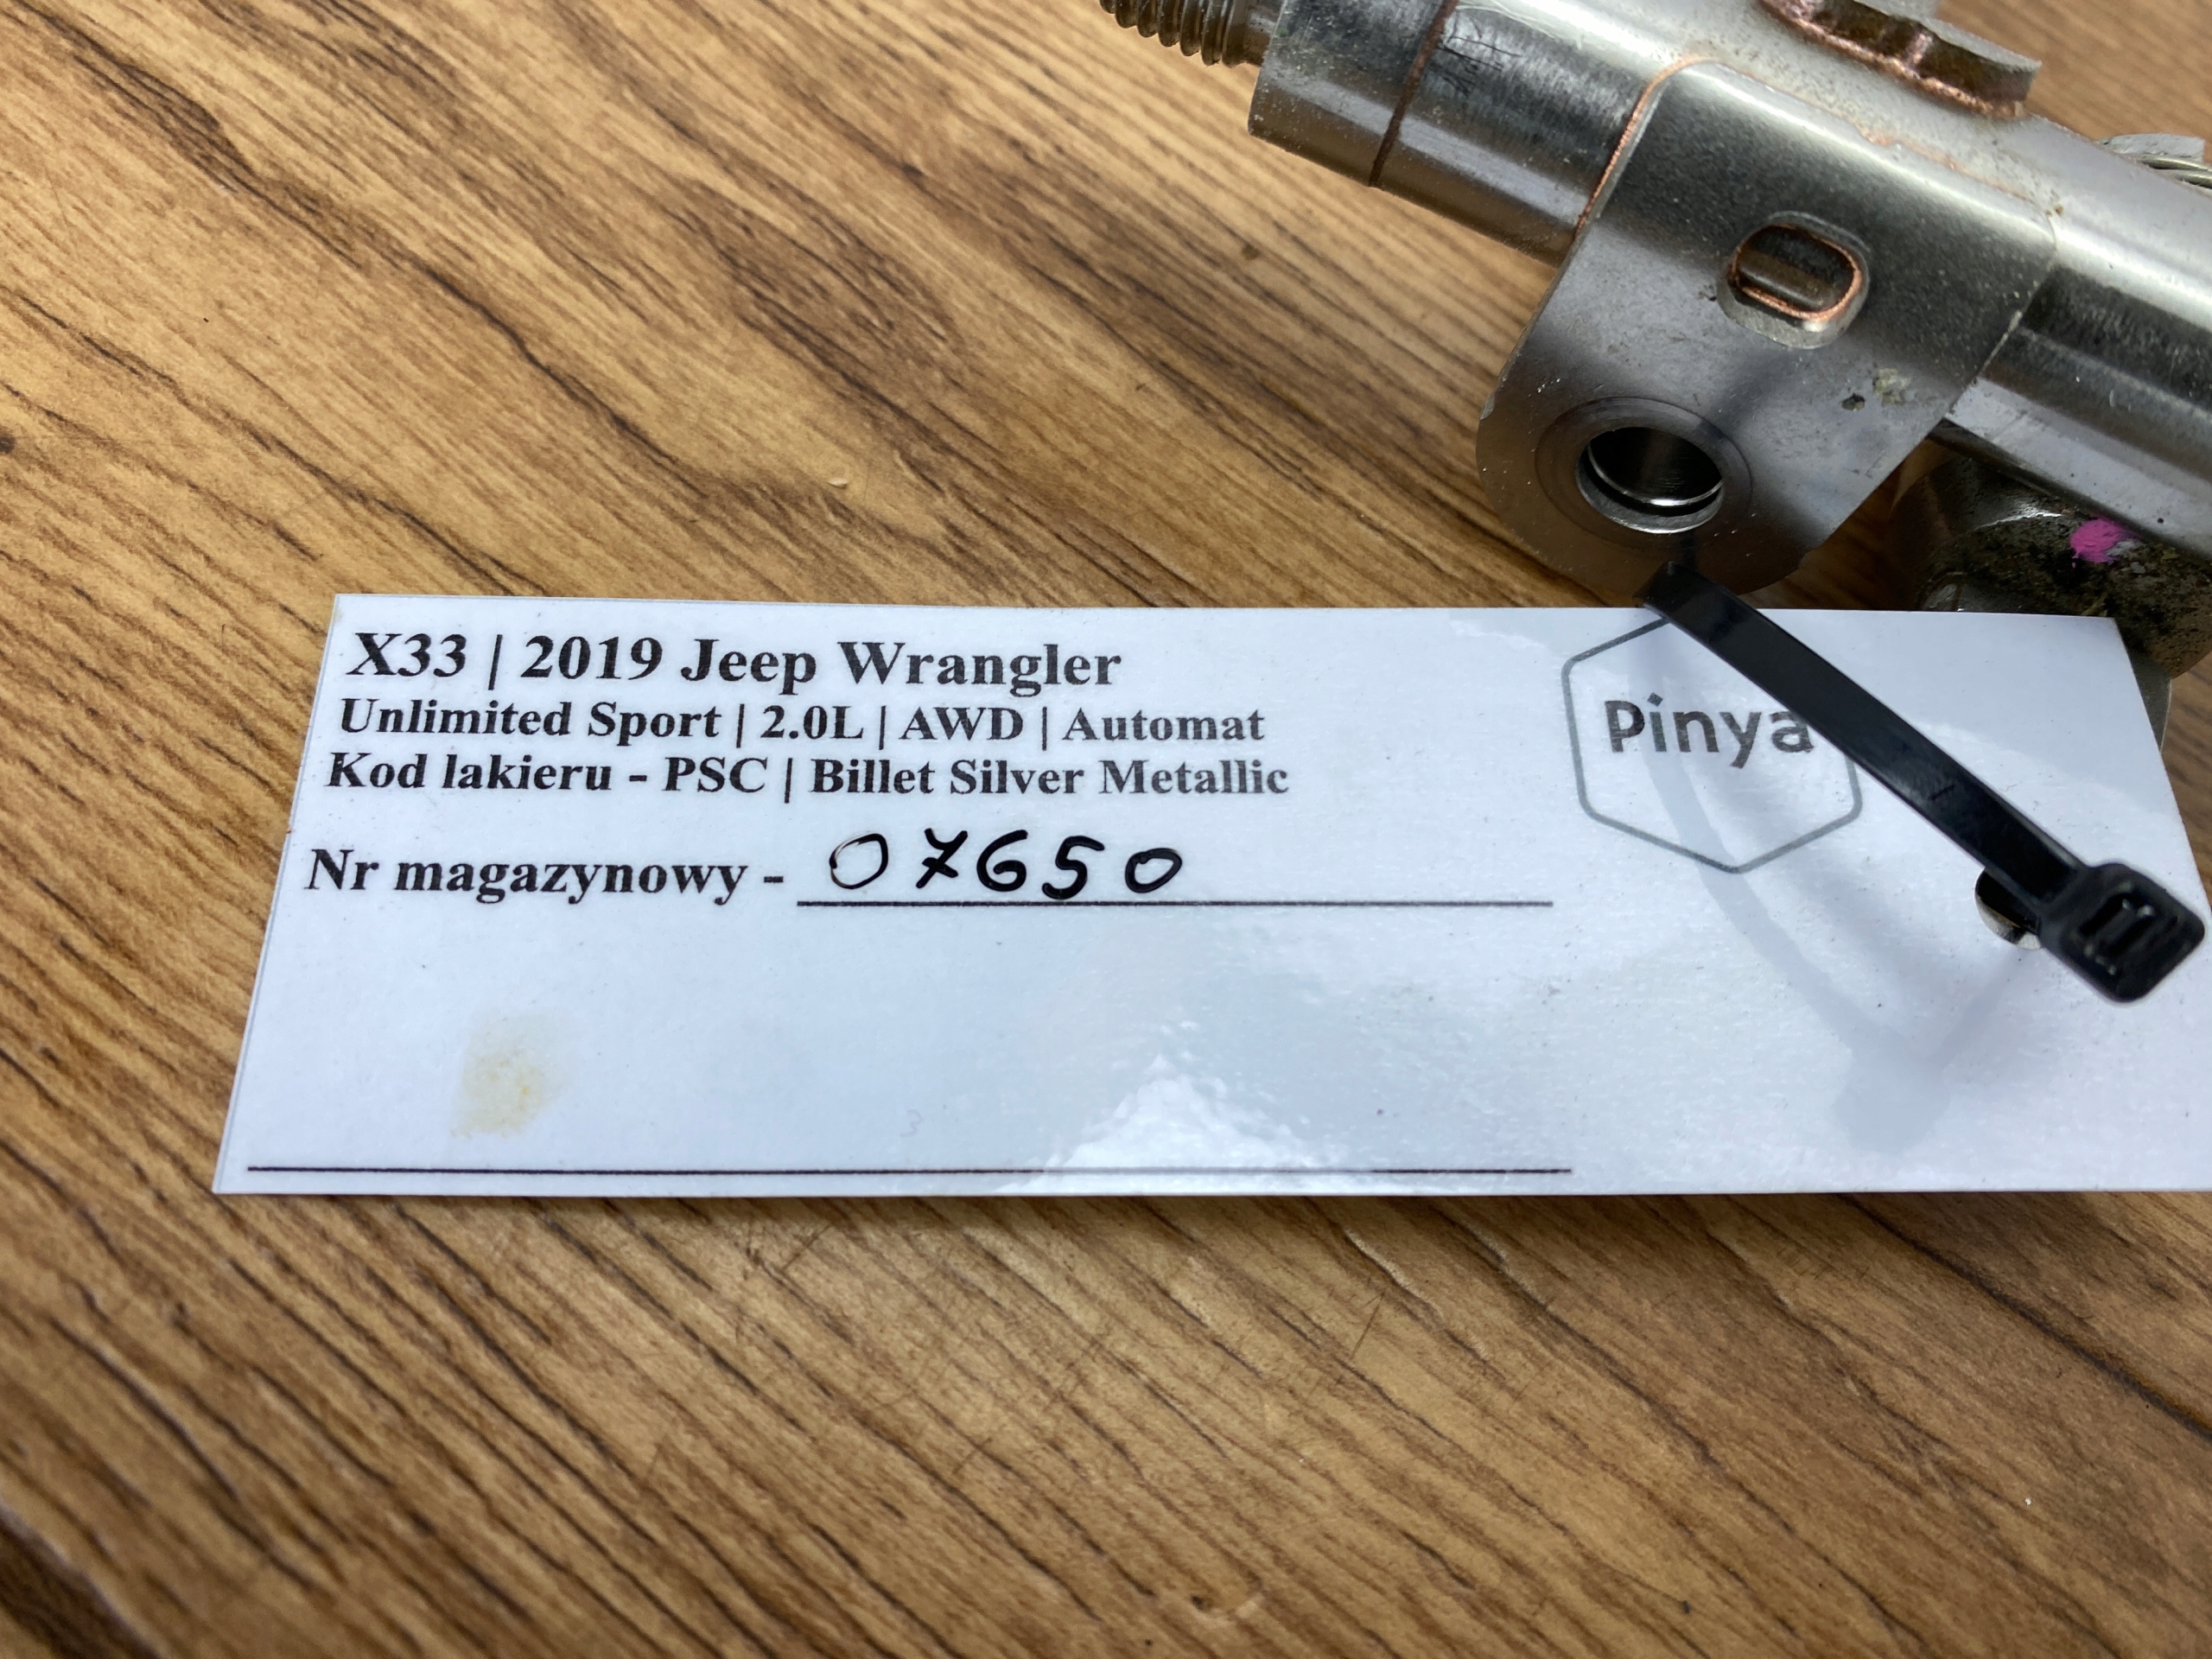 X33 | 2019 Jeep Wrangler
Unlimited Sport | 2.0L | AWD | Automat
Kod lakieru - PSC | Billet Silver Metallic
Nr magazynowy - 07650
Pinya